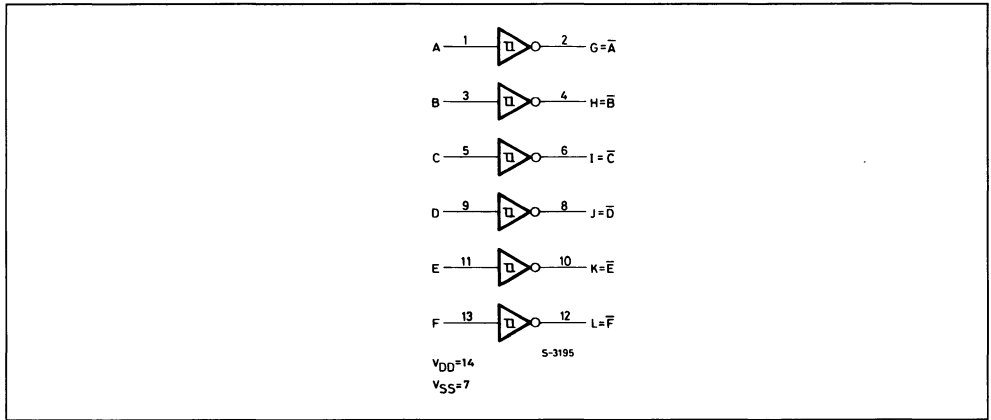 A 1 2 G=A̅
B 3 4 H=B̅
C 5 6 I=C̅
D 9 8 J=D̅
E 11 10 K=E̅
F 13 12 L=F̅
S-3195
VDD=14
VSS=7